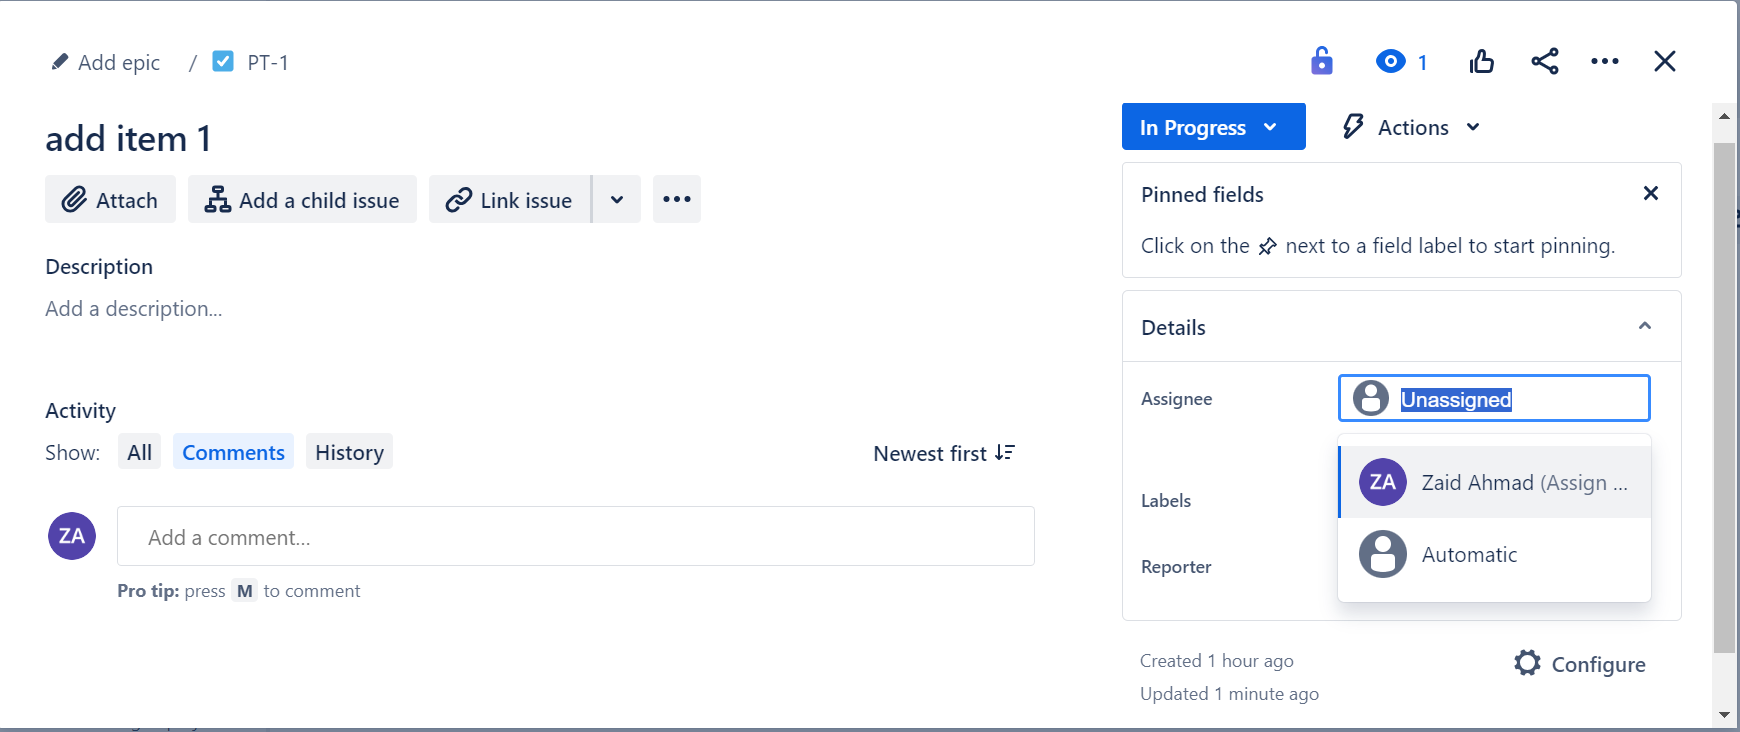 Add epic / PT-1
1
add item 1
Attach
Add a child issue
Link issue
Description
Add a description...
Activity
Show: All Comments History
Newest first
ZA
Add a comment...
Pro tip: press M to comment
In Progress
Actions
Pinned fields
Click on the next to a field label to start pinning.
Details
Assignee
Unassigned
ZA Zaid Ahmad (Assign ...
Automatic
Labels
Reporter
Created 1 hour ago
Updated 1 minute ago
Configure